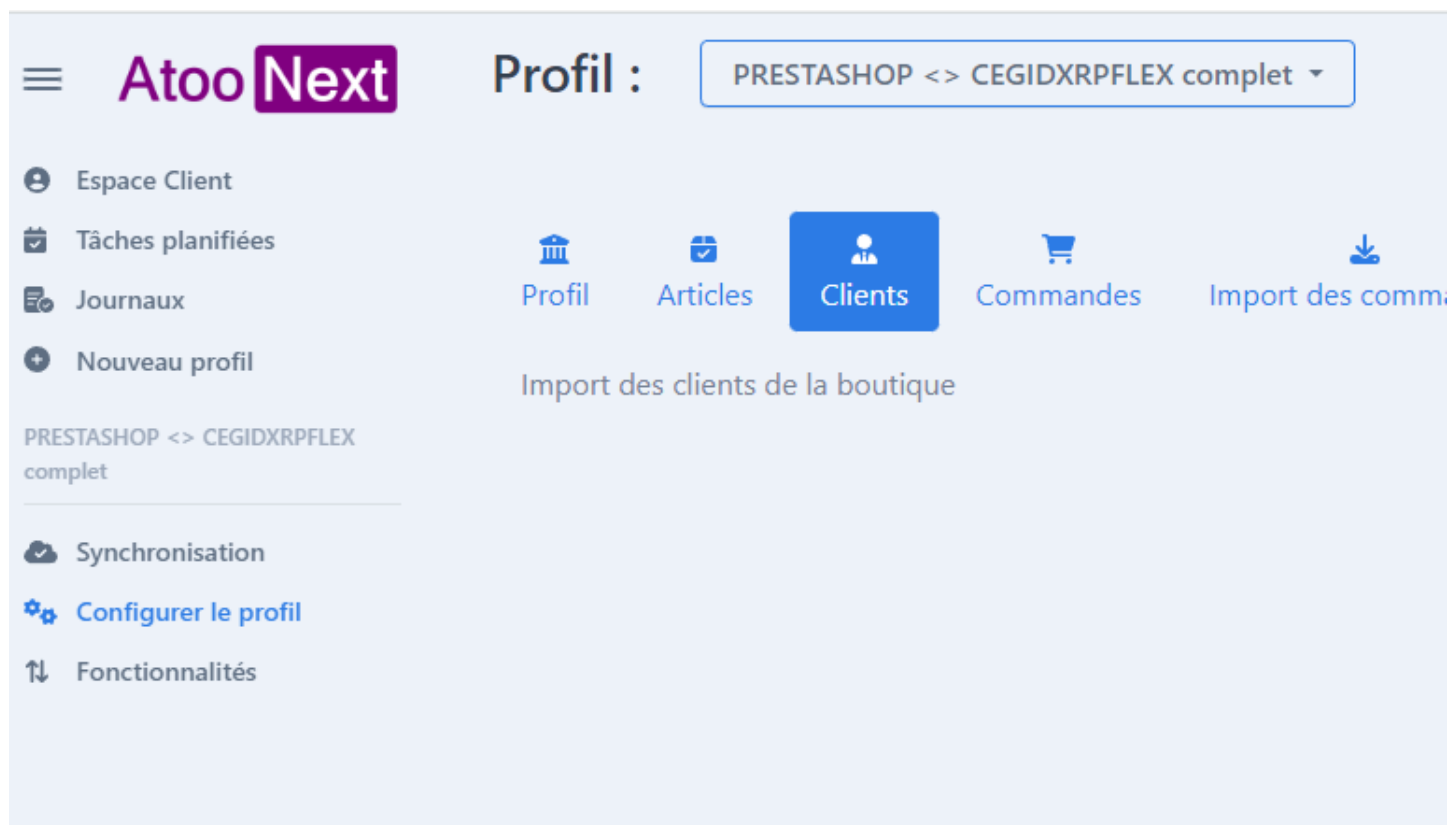 Atoo Next
Profil :
PRESTASHOP <> CEGIDXRPFLEX complet
Espace Client
Tâches planifiées
Journaux
Nouveau profil
PRESTASHOP <> CEGIDXRPFLEX
complet
Synchronisation
Configurer le profil
Fonctionnalités
Profil
Articles
Clients
Commandes
Import des comma
Import des clients de la boutique